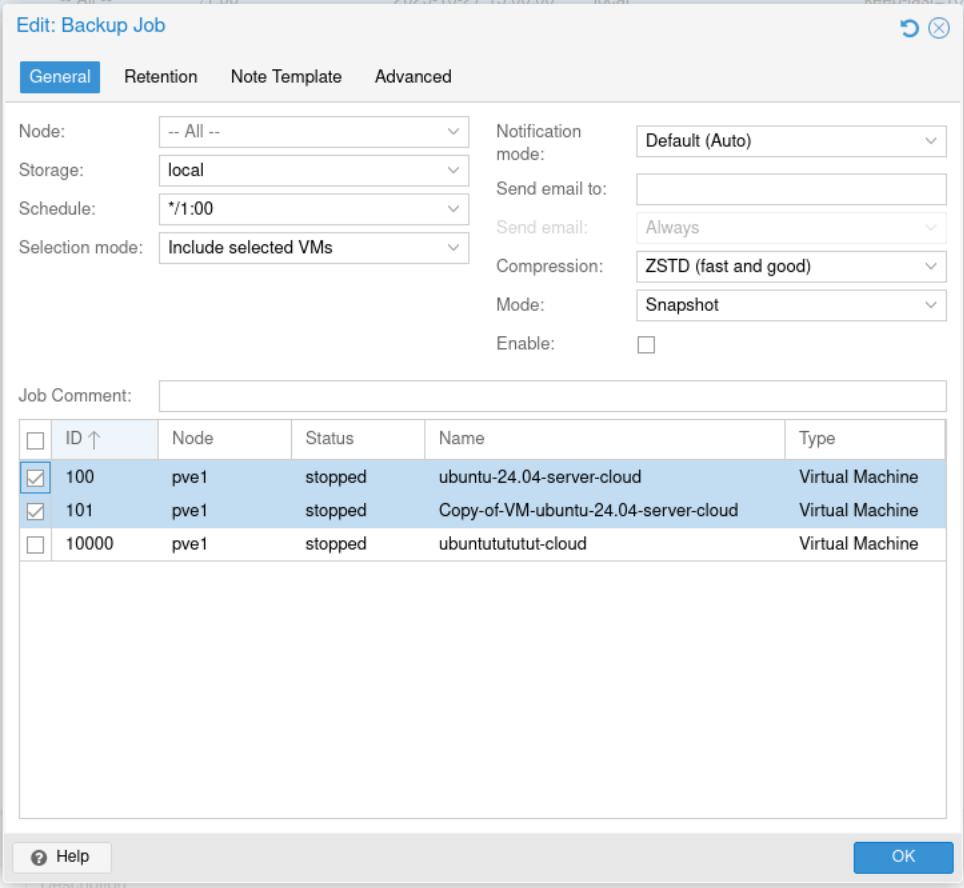 Edit: Backup Job
General Retention Note Template Advanced
Node: -- All --
Storage: local
Schedule: */1:00
Selection mode: Include selected VMs
Notification mode: Default (Auto)
Send email to:
Send email: Always
Compression: ZSTD (fast and good)
Mode: Snapshot
Enable:
Job Comment:
ID Node Status Name Type
100 pve1 stopped ubuntu-24.04-server-cloud Virtual Machine
101 pve1 stopped Copy-of-VM-ubuntu-24.04-server-cloud Virtual Machine
10000 pve1 stopped ubuntutututut-cloud Virtual Machine
Help OK